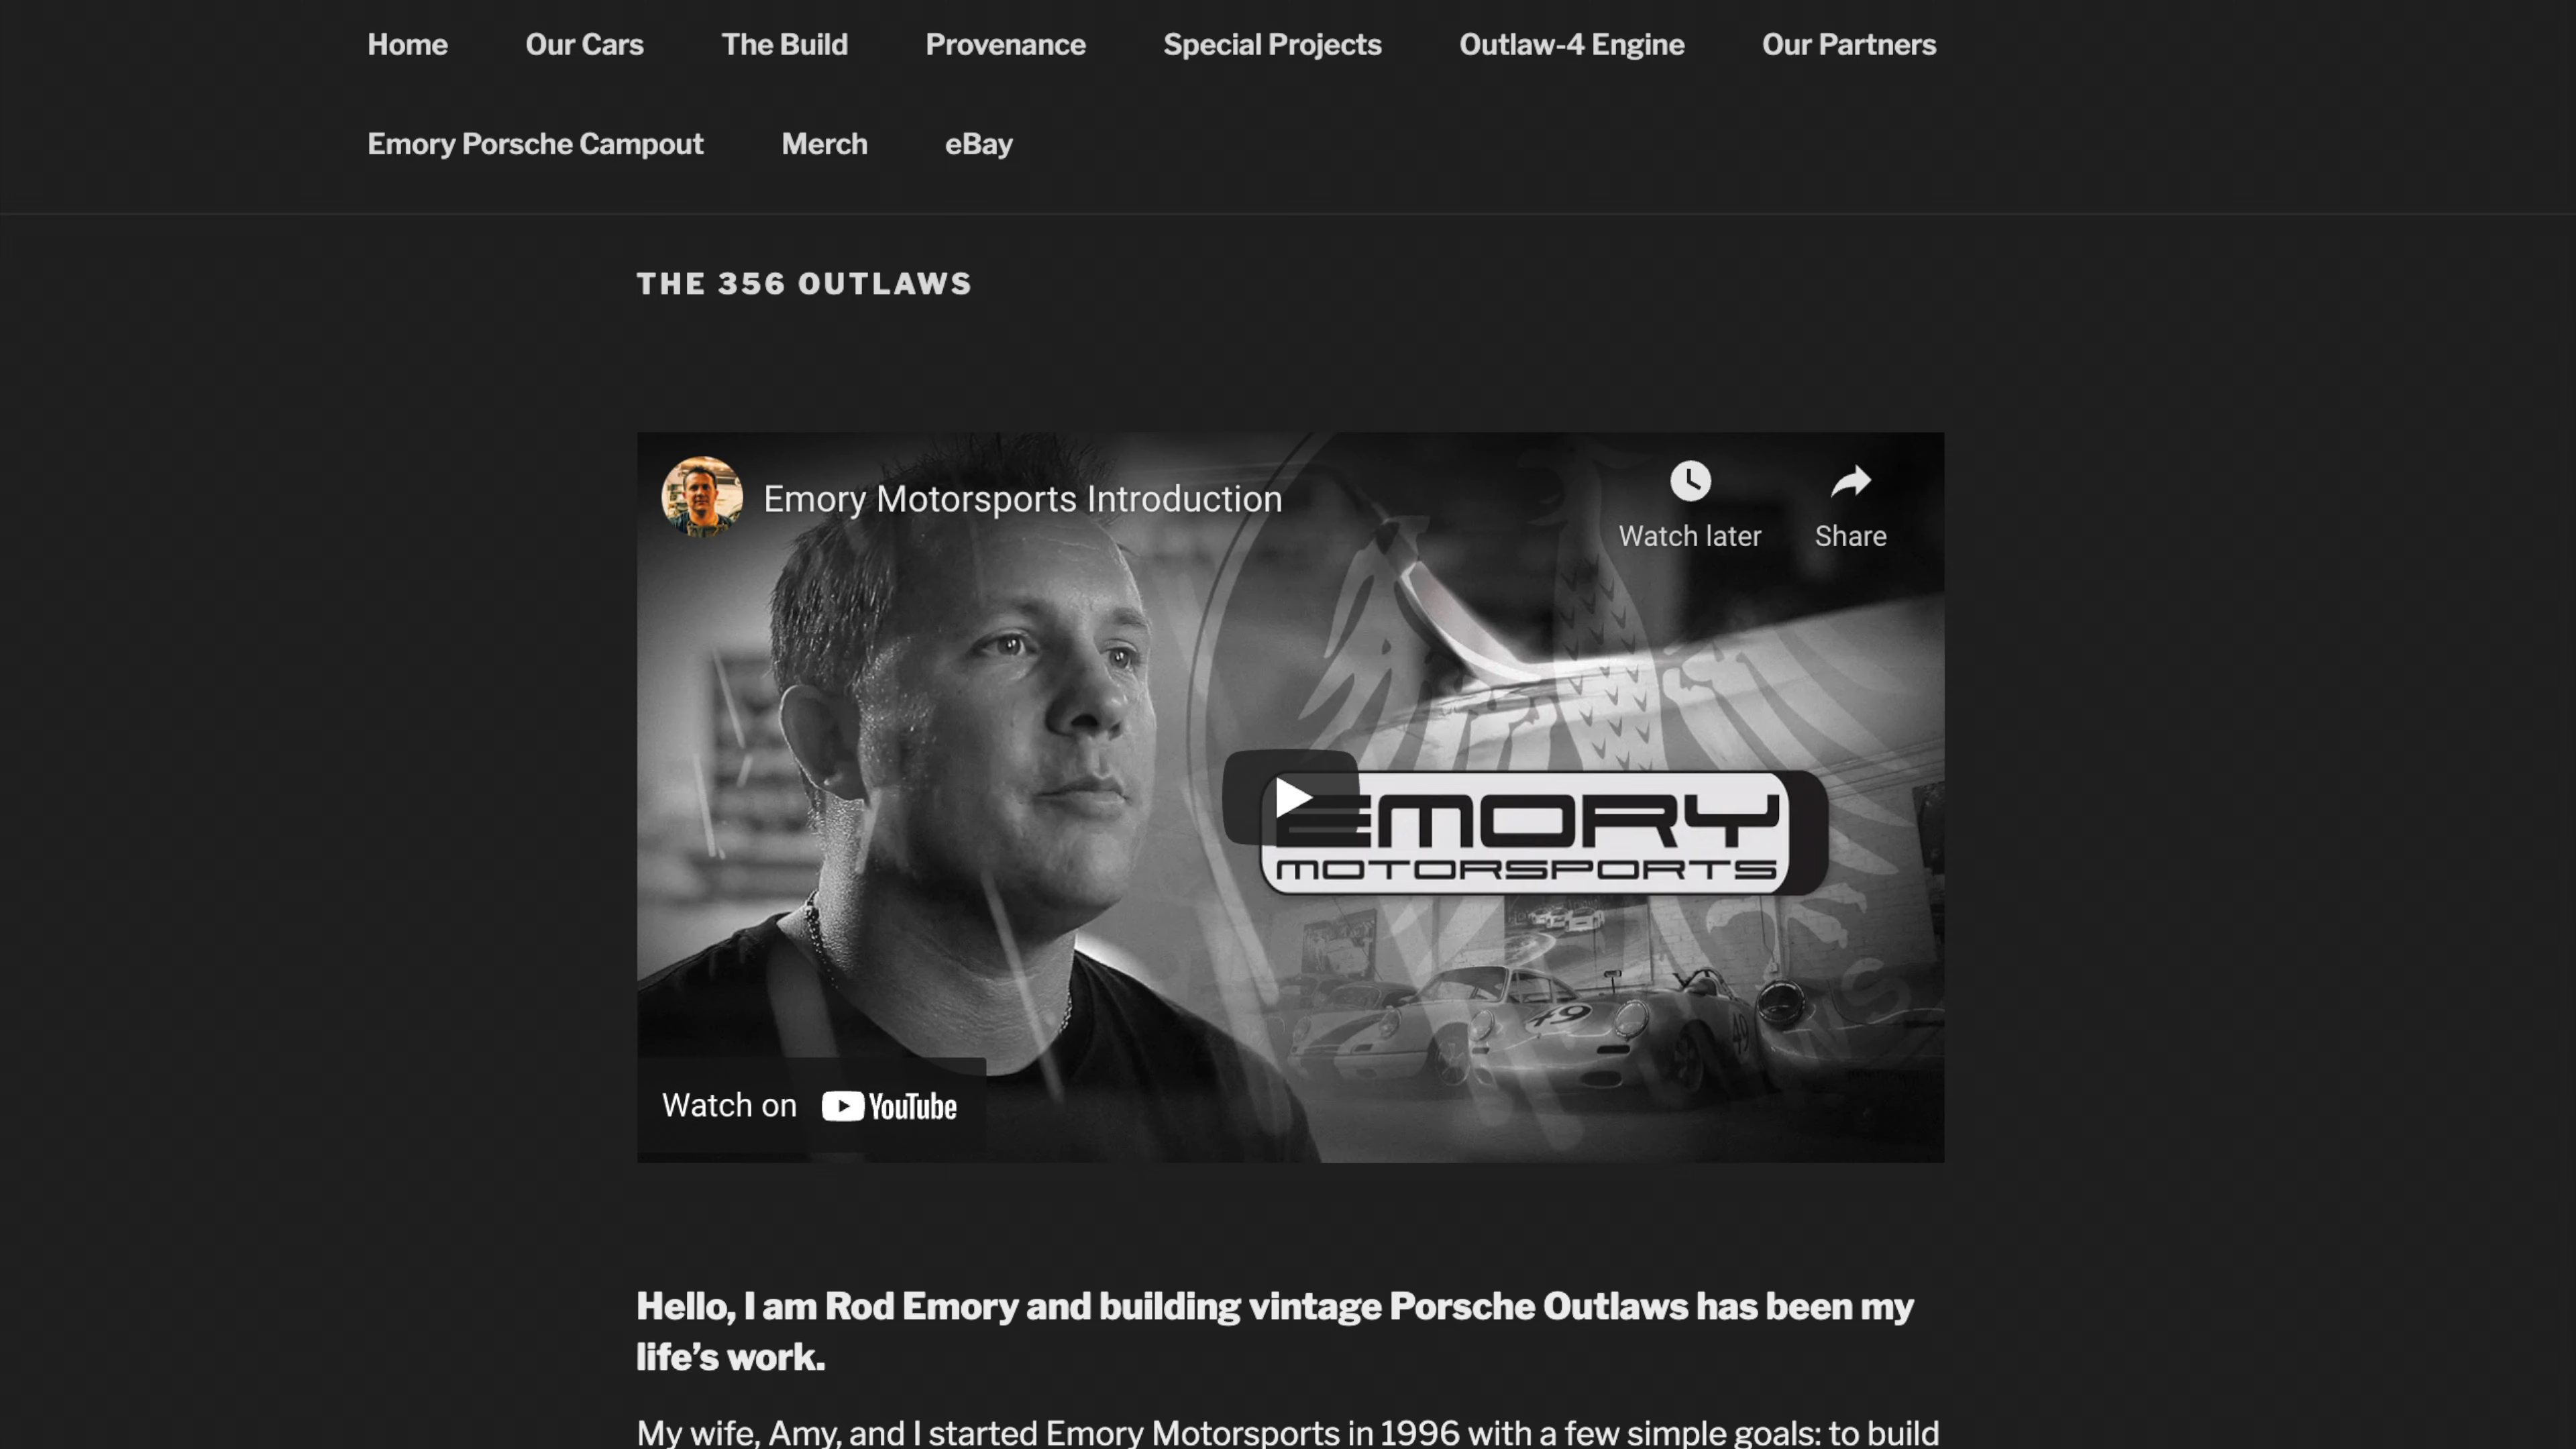 Home Our Cars The Build Provenance Special Projects Outlaw-4 Engine Our Partners
Emory Porsche Campout Merch eBay
THE 356 OUTLAWS
Emory Motorsports Introduction
Watch later Share
EMORY
MOTORSPORTS
49
49
Watch on YouTube
Hello, I am Rod Emory and building vintage Porsche Outlaws has been my
life’s work.
My wife, Amy, and I started Emory Motorsports in 1996 with a few simple goals: to build